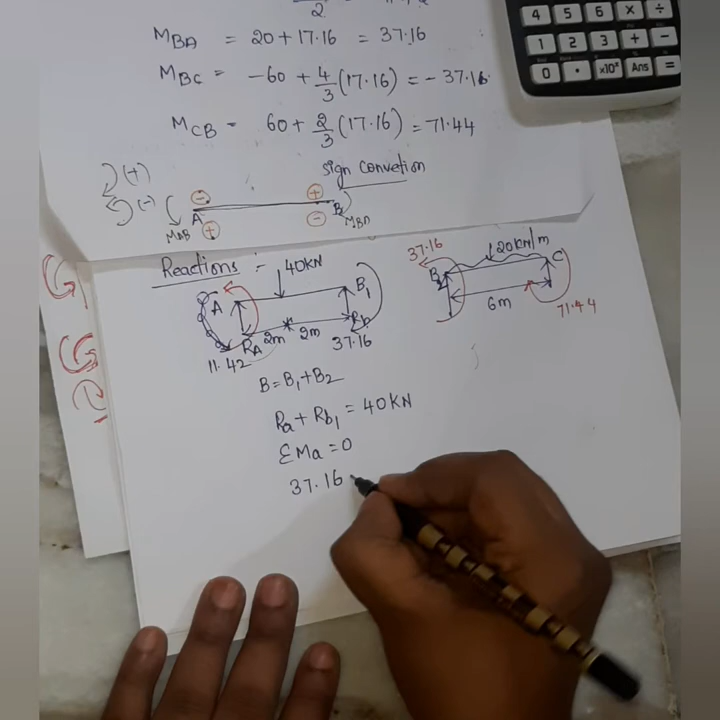 2
M_BA = 20 + 17.16 = 37.16
M_BC = -60 + 4/3 (17.16) = - 37.16
M_CB = 60 + 2/3 (17.16) = 71.44
Sign Convetion
(+)
(-)
- +
A B
M_AB + - M_BA
Reactions :-
40KN
A B1
R_A 2m 2m Rb
11.42 37.16
37.16 20KN/m
B C
6m
71.44
B = B1 + B2
Ra + Rb1 = 40KN
ΣMa = 0
37.16
4 5 6 × ÷
1 2 3 + −
0 • ×10ˣ Ans =